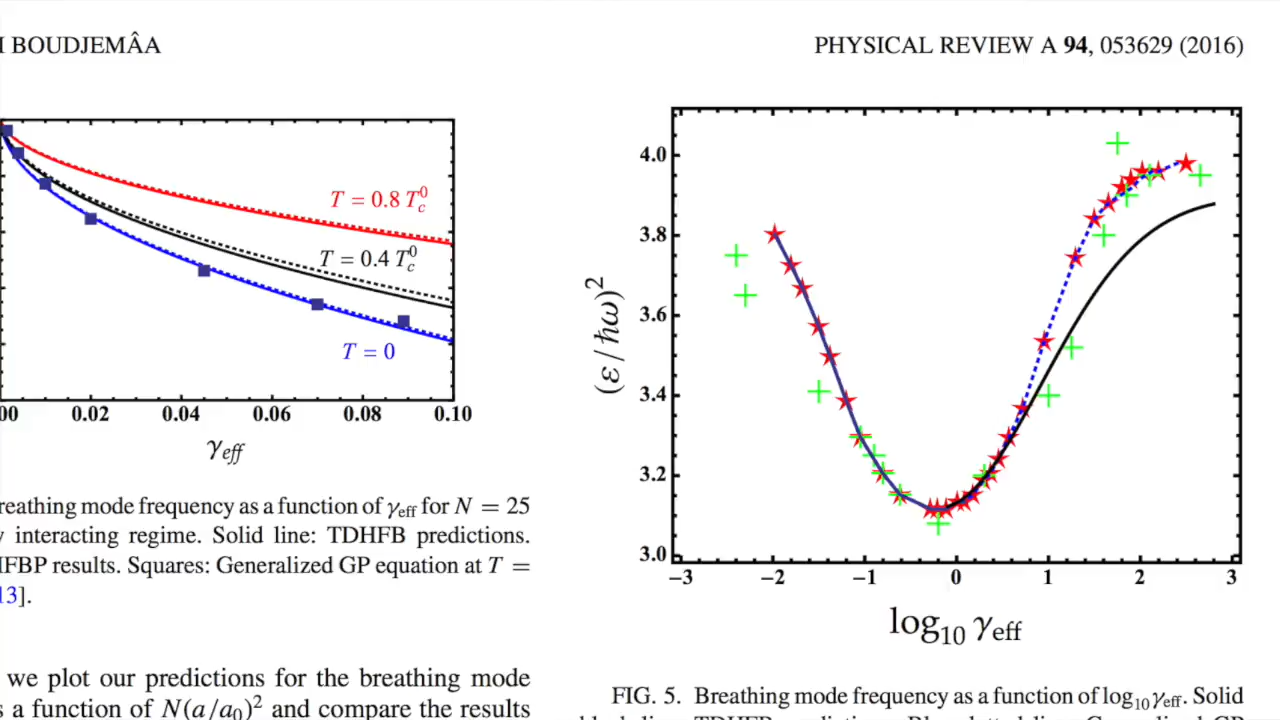 I BOUDJEMÂA
PHYSICAL REVIEW A 94, 053629 (2016)
T = 0.8 T_c^0
T = 0.4 T_c^0
T = 0
00 0.02 0.04 0.06 0.08 0.10
γ_eff
reathing mode frequency as a function of γ_eff for N = 25
y interacting regime. Solid line: TDHFB predictions.
HFBP results. Squares: Generalized GP equation at T =
13].
we plot our predictions for the breathing mode
s a function of N(a/a_0)^2 and compare the results
4.0
3.8
3.6
3.4
3.2
3.0
(ε/ℏω)^2
−3 −2 −1 0 1 2 3
log_10 γ_eff
FIG. 5. Breathing mode frequency as a function of log_10 γ_eff. Solid